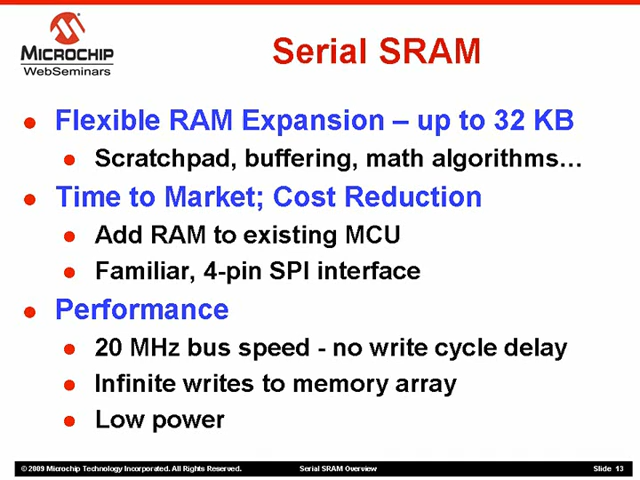 MICROCHIP
WebSeminars
Serial SRAM
Flexible RAM Expansion – up to 32 KB
Scratchpad, buffering, math algorithms…
Time to Market; Cost Reduction
Add RAM to existing MCU
Familiar, 4-pin SPI interface
Performance
20 MHz bus speed - no write cycle delay
Infinite writes to memory array
Low power
© 2009 Microchip Technology Incorporated. All Rights Reserved. Serial SRAM Overview Slide 13